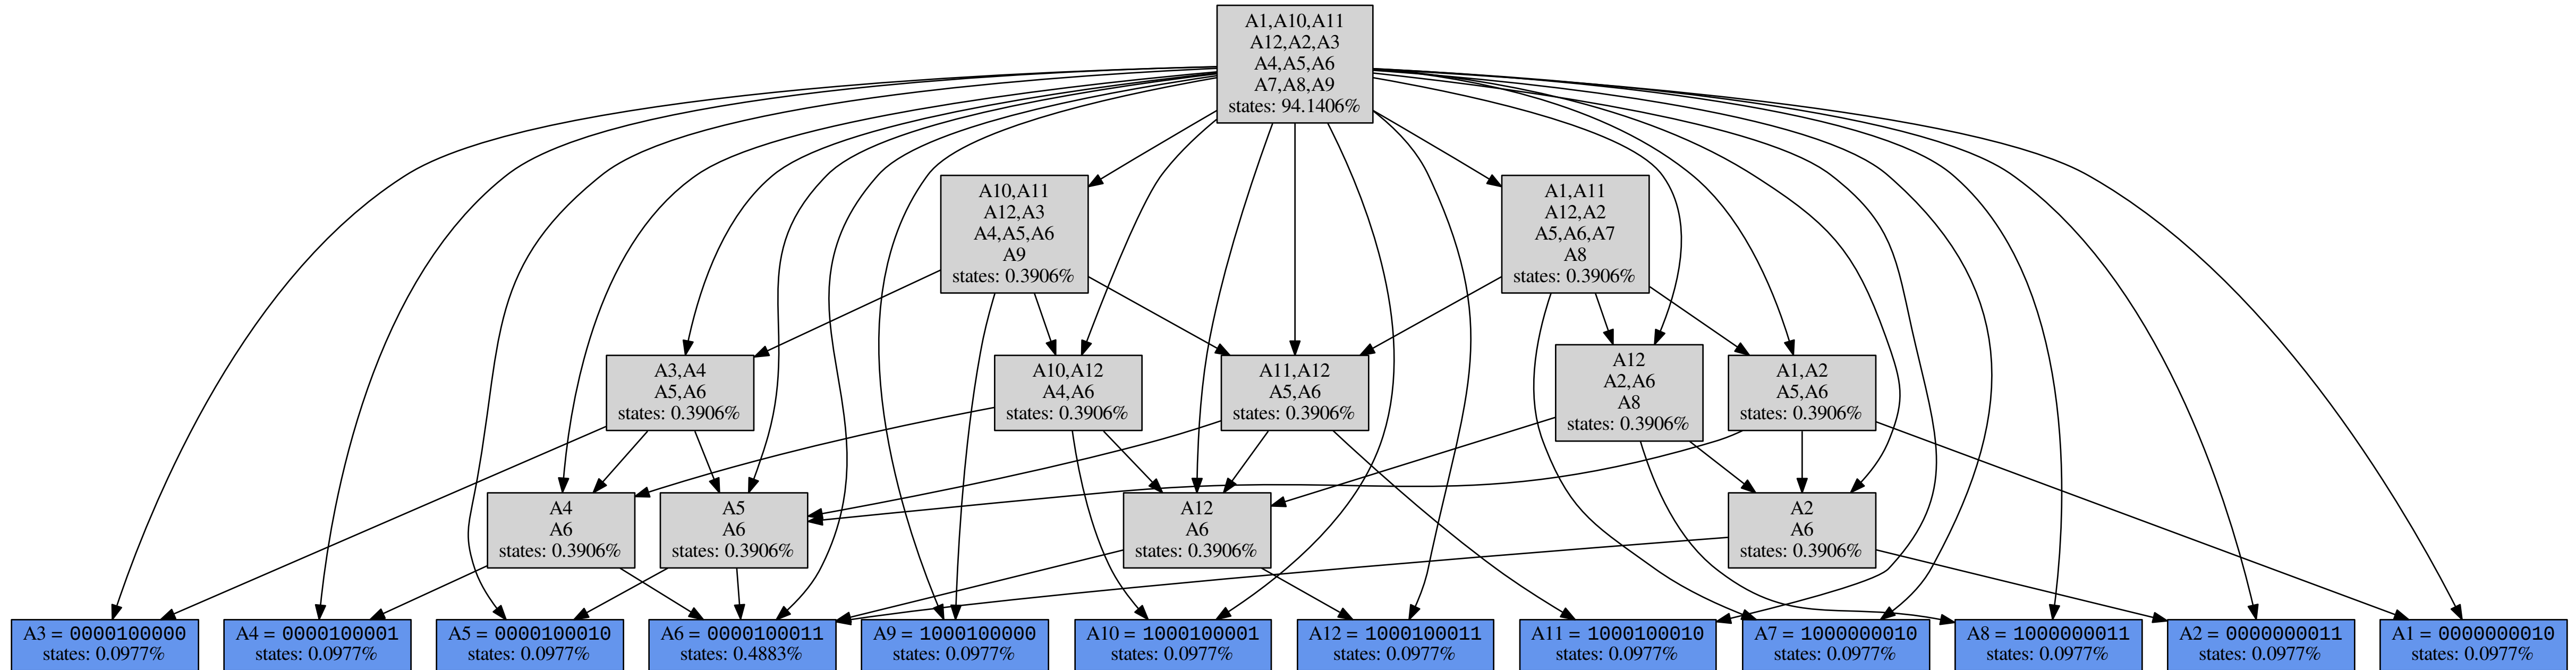 A1,A10,A11
A12,A2,A3
A4,A5,A6
A7,A8,A9
states: 94.1406%
A10,A11
A12,A3
A4,A5,A6
A9
states: 0.3906%
A1,A11
A12,A2
A5,A6,A7
A8
states: 0.3906%
A3,A4
A5,A6
states: 0.3906%
A10,A12
A4,A6
states: 0.3906%
A11,A12
A5,A6
states: 0.3906%
A12
A2,A6
A8
states: 0.3906%
A1,A2
A5,A6
states: 0.3906%
A4
A6
states: 0.3906%
A5
A6
states: 0.3906%
A12
A6
states: 0.3906%
A2
A6
states: 0.3906%
A3 = 0000100000
states: 0.0977%
A4 = 0000100001
states: 0.0977%
A5 = 0000100010
states: 0.0977%
A6 = 0000100011
states: 0.4883%
A9 = 1000100000
states: 0.0977%
A10 = 1000100001
states: 0.0977%
A12 = 1000100011
states: 0.0977%
A11 = 1000100010
states: 0.0977%
A7 = 1000000010
states: 0.0977%
A8 = 1000000011
states: 0.0977%
A2 = 0000000011
states: 0.0977%
A1 = 0000000010
states: 0.0977%